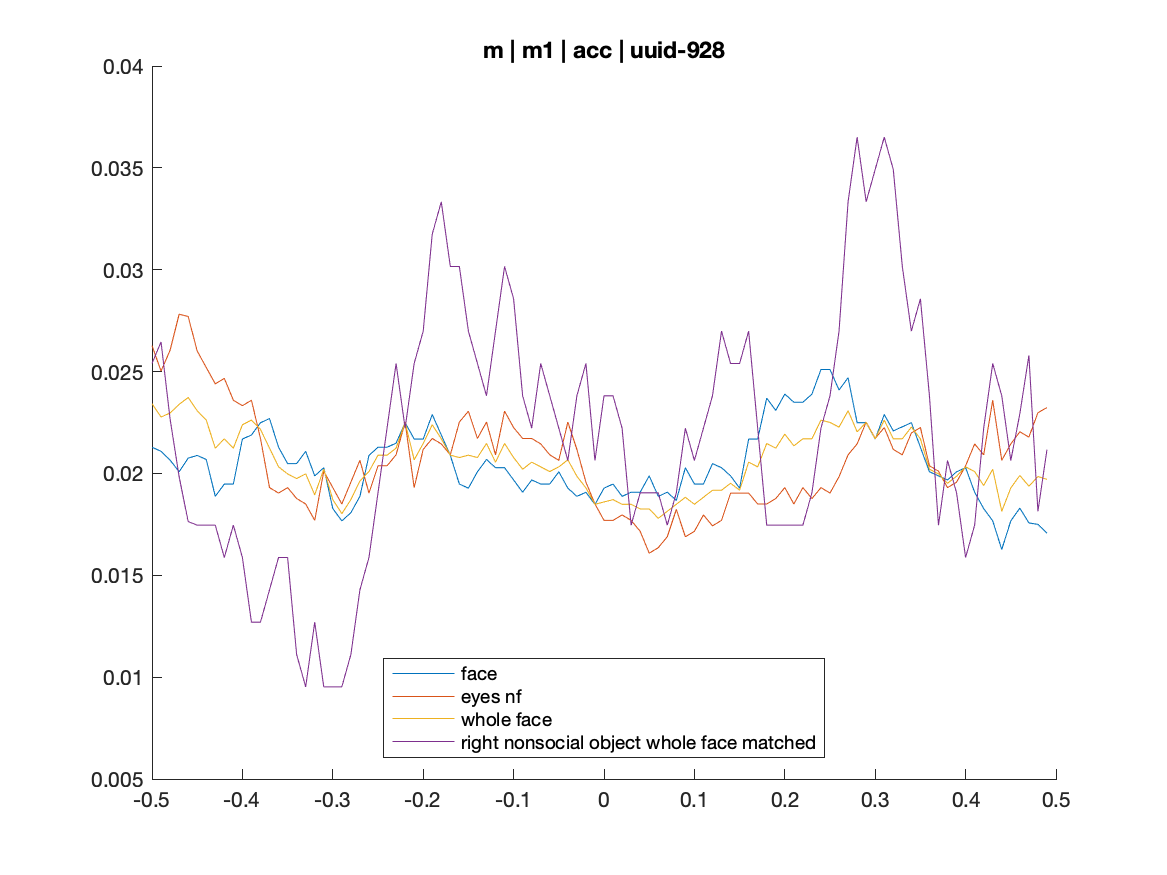 m | m1 | acc | uuid-928
0.04
0.035
0.03
0.025
0.02
0.015
0.01
0.005
face
eyes nf
whole face
right nonsocial object whole face matched
-0.5 -0.4 -0.3 -0.2 -0.1 0 0.1 0.2 0.3 0.4 0.5